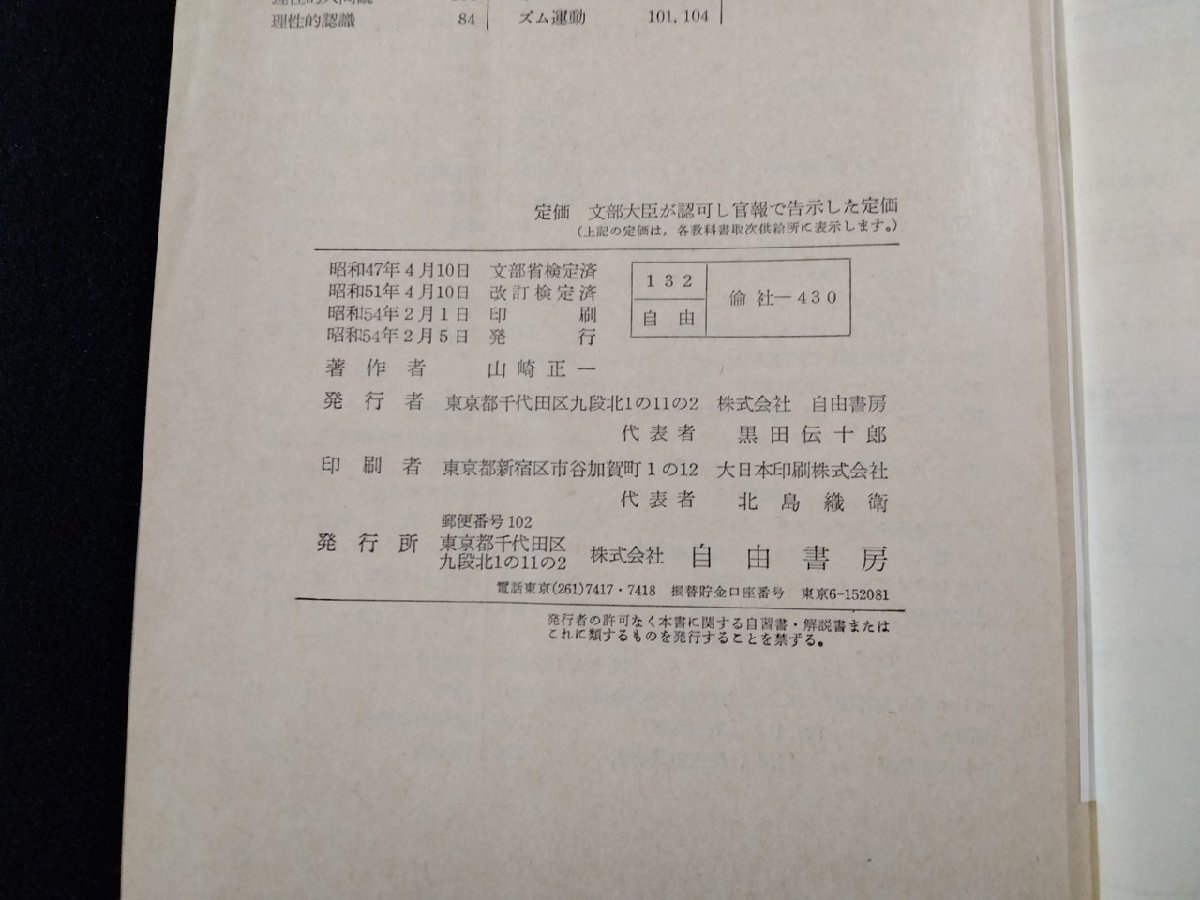 理性的認識 84
ズム運動 101, 104
定価 文部大臣が認可し官報で告示した定価
（上記の定価は，各教科書取次供給所に表示します。）
昭和47年4月10日 文部省検定済
昭和51年4月10日 改訂検定済
昭和54年2月1日 印刷
昭和54年2月5日 発行
132
自由
倫社—430
著作者 山崎正一
発行者 東京都千代田区九段北1の11の2 株式会社 自由書房
代表者 黒田伝十郎
印刷者 東京都新宿区市谷加賀町1の12 大日本印刷株式会社
代表者 北島織衛
郵便番号102
発行所 東京都千代田区
九段北1の11の2 株式会社 自由書房
電話東京(261)7417・7418 振替貯金口座番号 東京6-152081
発行者の許可なく本書に関する自習書・解説書または
これに類するものを発行することを禁ずる。